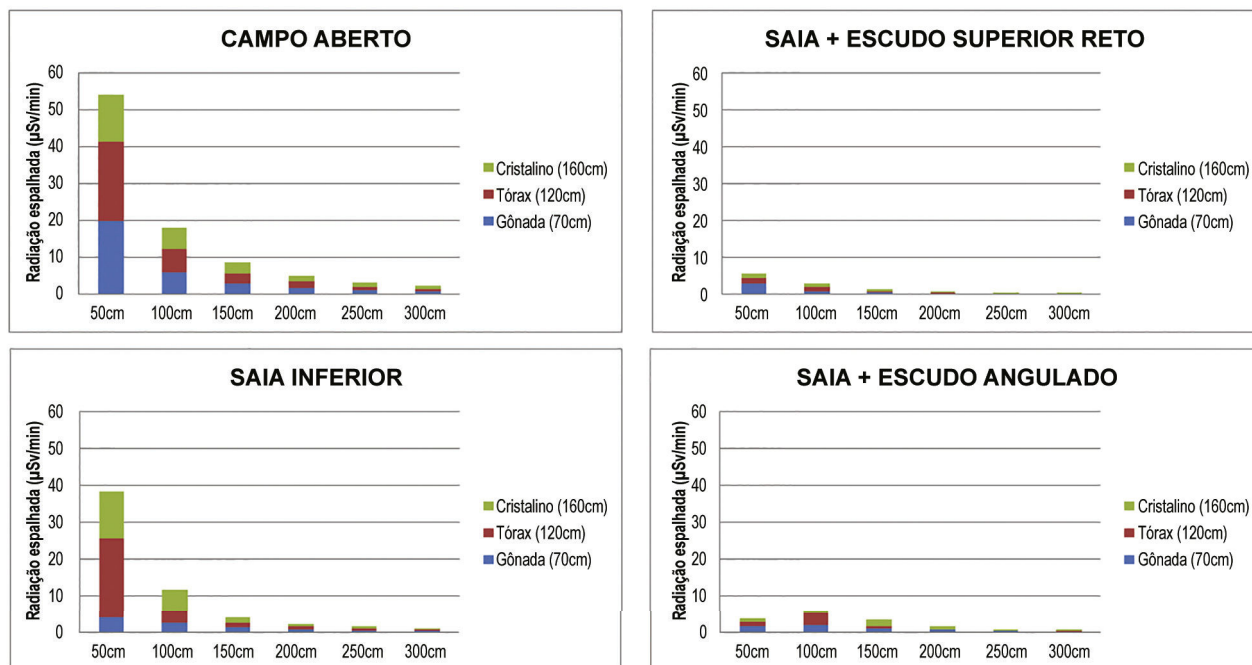 CAMPO ABERTO
Radiação espalhada (µSv/min)
60
50
40
30
20
10
0
50cm 100cm 150cm 200cm 250cm 300cm
Cristalino (160cm)
Tórax (120cm)
Gônada (70cm)
SAIA + ESCUDO SUPERIOR RETO
Radiação espalhada (µSv/min)
60
50
40
30
20
10
0
50cm 100cm 150cm 200cm 250cm 300cm
Cristalino (160cm)
Tórax (120cm)
Gônada (70cm)
SAIA INFERIOR
Radiação espalhada (µSv/min)
60
50
40
30
20
10
0
50cm 100cm 150cm 200cm 250cm 300cm
Cristalino (160cm)
Tórax (120cm)
Gônada (70cm)
SAIA + ESCUDO ANGULADO
Radiação espalhada (µSv/min)
60
50
40
30
20
10
0
50cm 100cm 150cm 200cm 250cm 300cm
Cristalino (160cm)
Tórax (120cm)
Gônada (70cm)